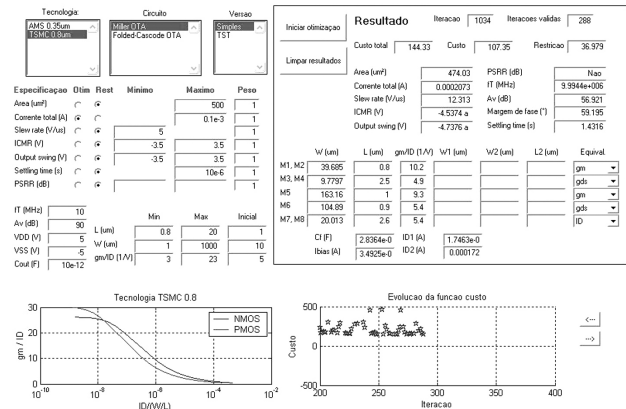 Tecnologia:
AMS 0.35um
TSMC 0.8um
Circuito
Miller OTA
Folded-Cascode OTA
Versao
Simples
TST
Especificaçao Otim Rest Minimo Maximo Peso
Area (um²) 500 1
Corrente total (A) 0.1e-3 1
Slew rate (V/us) 5 1
ICMR (V) -3.5 3.5 1
Output swing (V) -3.5 3.5 1
Settling time (s) 10e-6 1
PSRR (dB) 1
fT (MHz) 10
Av (dB) 90
VDD (V) 5
VSS (V) -5
Cout (F) 10e-12
Min Max Inicial
L (um) 0.8 20 1
W (um) 1 1000 10
gm/ID (1/V) 3 23 5
Iniciar otimizaçao
Limpar resultados
Resultado Iteracao 1034 Iteracoes validas 288
Custo total 144.33 Custo 107.35 Restricao 36.979
Area (um²) 474.03 PSRR (dB) Nao
Corrente total (A) 0.0002073 fT (MHz) 9.9944e+006
Slew rate (V/us) 12.313 Av (dB) 56.921
ICMR (V) -4.5374 a Margem de fase (°) 59.195
Output swing (V) -4.7376 a Settling time (s) 1.4316
W (um) L (um) gm/ID (1/V) W1 (um) W2 (um) L2 (um) Equival
M1, M2 39.685 0.8 10.2 gm
M3, M4 9.7797 2.5 4.9 gds
M5 163.16 1 9.3 gm
M6 104.89 0.9 5.4 gds
M7, M8 20.013 2.6 5.4 ID
Cf (F) 2.8364e-0 ID1 (A) 1.7463e-0
Ibias (A) 3.4925e-0 ID2 (A) 0.000172
Tecnologia TSMC 0.8
gm / ID
30
20
10
0
NMOS
PMOS
10^-10 10^-8 10^-6 10^-4 10^-2
ID/(W/L)
Evolucao da funcao custo
Custo
500
0
-500
200 250 300 350 400
Iteracao
<---
--->